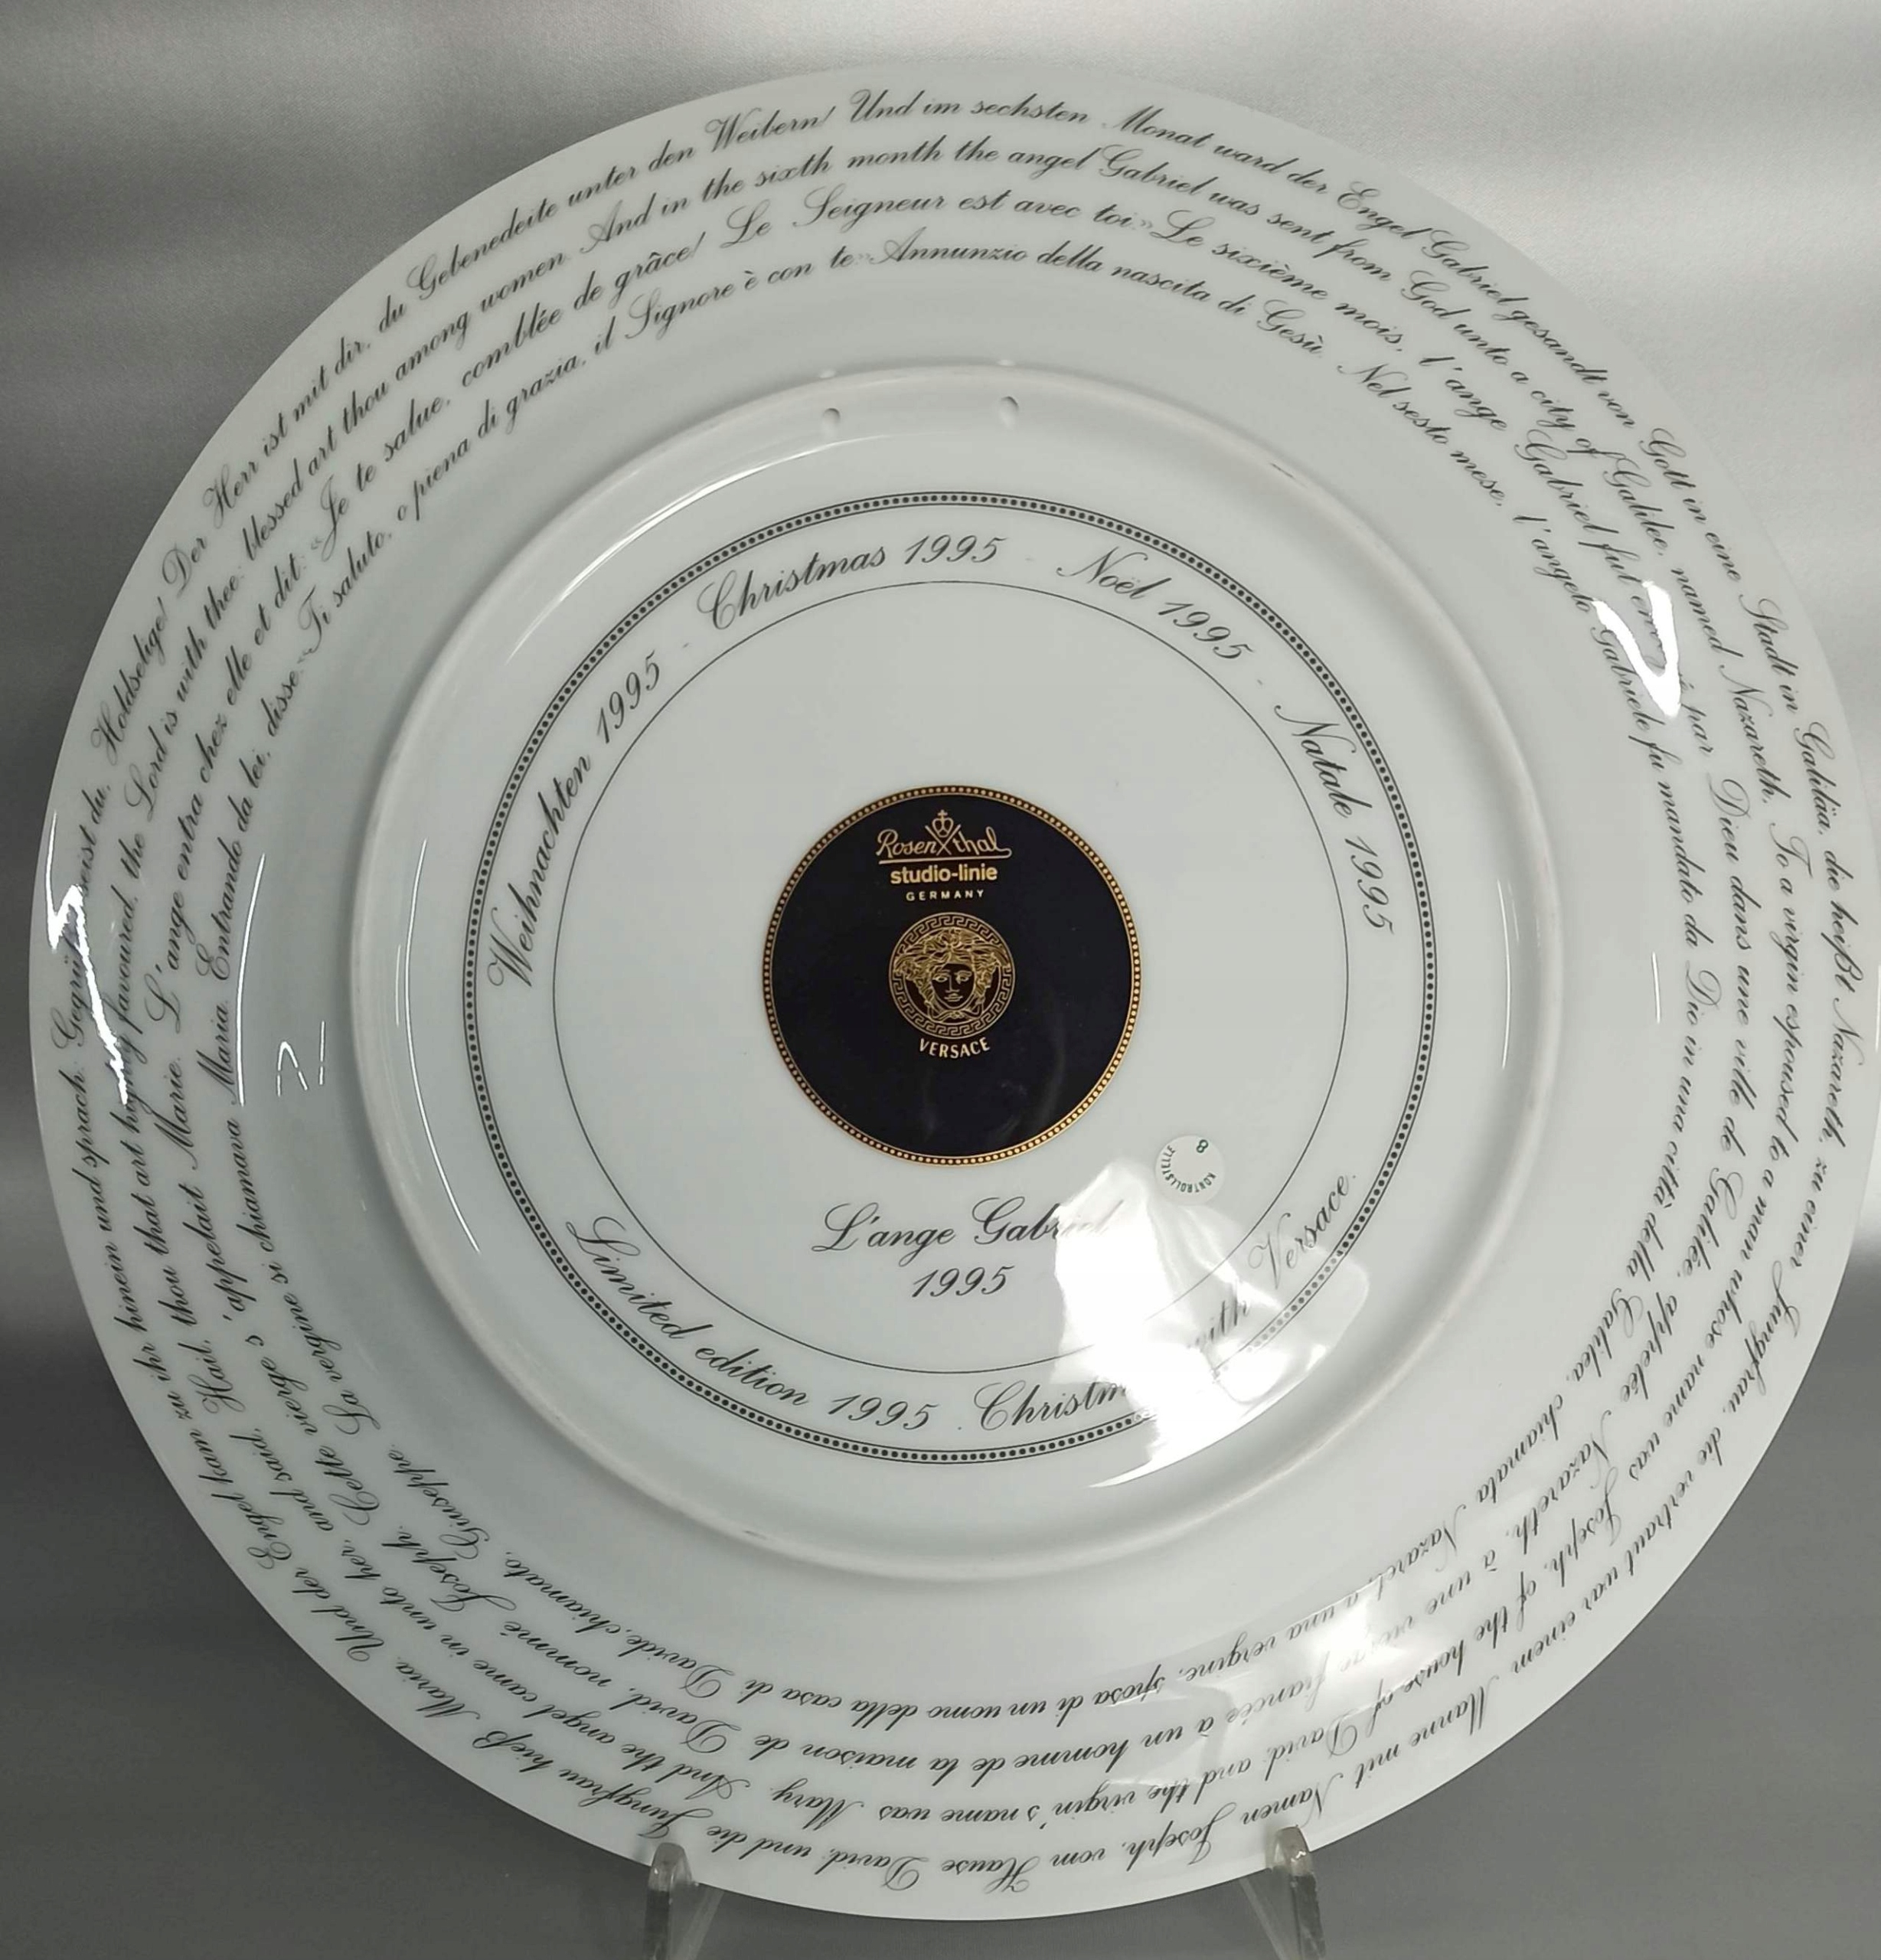 Und im sechsten Monat ward der Engel Gabriel gesandt von Gott in eine Stadt in Galiläa, die heißt Nazareth, zu einer Jungfrau, die vertraut war einem Manne mit Namen Joseph, vom Hause David; und die Jungfrau hieß Maria. Und der Engel kam zu ihr hinein und sprach: seist du, Holdselige! Der Herr ist mit dir, du Gebenedeite unter den Weibern!
And in the sixth month the angel Gabriel was sent from God unto a city of Galilee, named Nazareth, To a virgin espoused to a man whose name was Joseph, of the house of David; and the virgin's name was Mary. And the angel came in unto her, and said, Hail, thou that art highly favoured, the Lord is with thee: blessed art thou among women.
Le sixième mois, l'ange Gabriel fut par Dieu dans une ville de Galilée, appelée Nazareth, à une vierge fiancée à un homme de la maison de David, nommé Joseph. Cette vierge s'appelait Marie. L'ange entra chez elle et dit: «Je te salue, comblée de grâce! Le Seigneur est avec toi.»
Annunzio della nascita di Gesù. Nel sesto mese, l'angelo Gabriele fu mandato da Dio in una città della Galilea, chiamata Nazaret, a una vergine, sposa di un uomo della casa di Davide, chiamato Giuseppe. La vergine si chiamava Maria. Entrando da lei, disse: «Ti saluto, o piena di grazia, il Signore è con te.»
Weihnachten 1995 - Christmas 1995 - Noël 1995 - Natale 1995
Rosenthal
studio-linie
GERMANY
VERSACE
KONTROLLSTELLE 8
L'ange Gabriel
1995
Limited edition 1995 . with Versace.